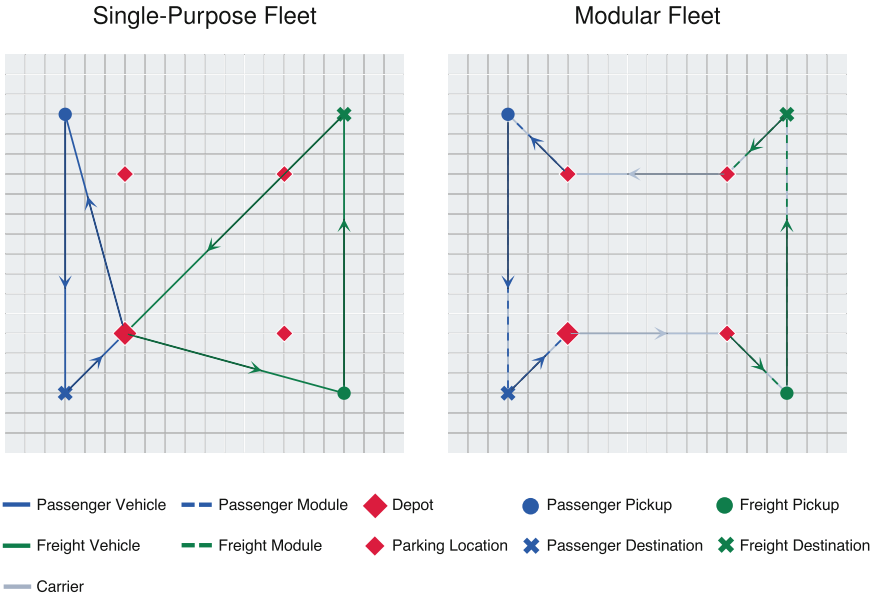 Single-Purpose Fleet
Modular Fleet
Passenger Vehicle
Passenger Module
Depot
Passenger Pickup
Freight Pickup
Freight Vehicle
Freight Module
Parking Location
Passenger Destination
Freight Destination
Carrier